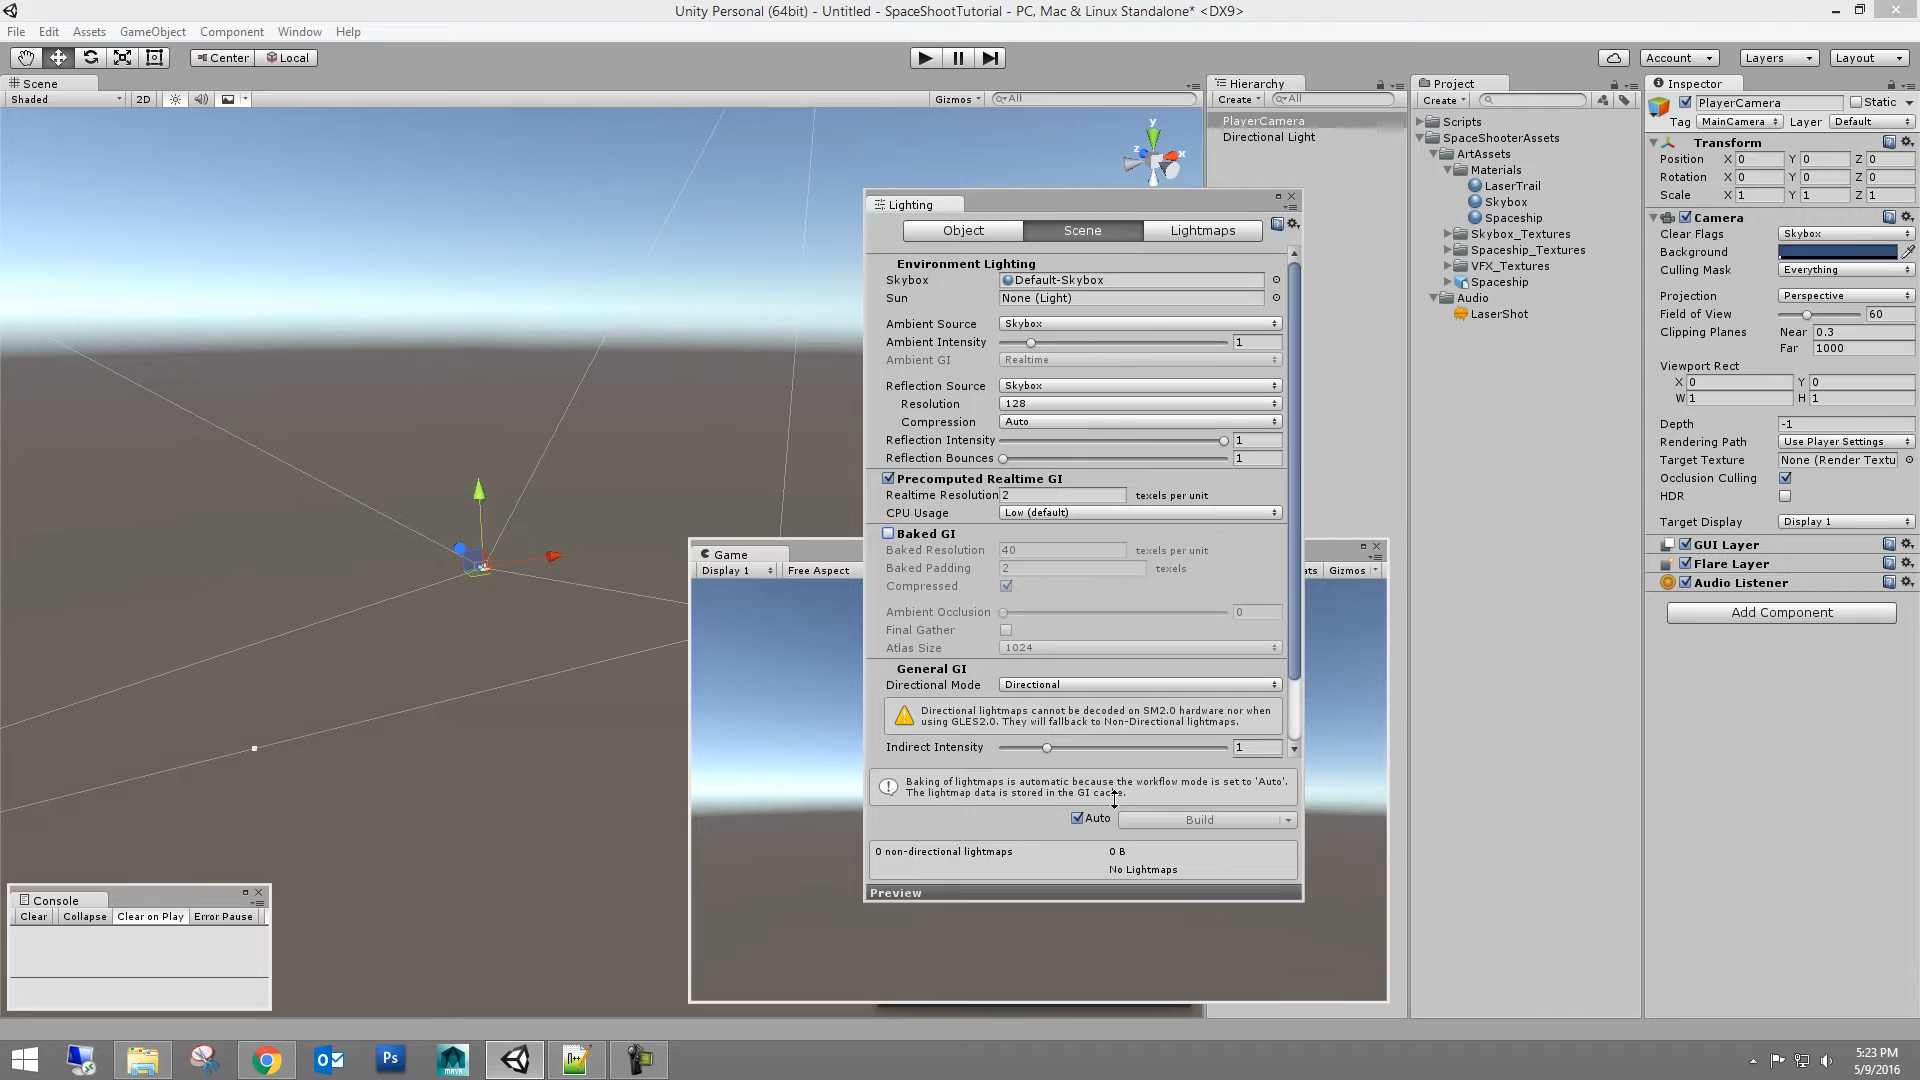 Unity Personal (64bit) - Untitled - SpaceShootTutorial - PC, Mac & Linux Standalone* <DX9>
File Edit Assets GameObject Component Window Help
Center Local Account Layers Layout
Scene
Shaded 2D Gizmos All
y
x
z
Hierarchy
Create All
PlayerCamera
Directional Light
Project
Create
Scripts
SpaceShooterAssets
ArtAssets
Materials
LaserTrail
Skybox
Spaceship
Skybox_Textures
Spaceship_Textures
VFX_Textures
Spaceship
Audio
LaserShot
Inspector
PlayerCamera Static
Tag MainCamera Layer Default
Transform
Position X 0 Y 0 Z 0
Rotation X 0 Y 0 Z 0
Scale X 1 Y 1 Z 1
Camera
Clear Flags Skybox
Background
Culling Mask Everything
Projection Perspective
Field of View 60
Clipping Planes Near 0.3
Far 1000
Viewport Rect
X 0 Y 0
W 1 H 1
Depth -1
Rendering Path Use Player Settings
Target Texture None (Render Textu
Occlusion Culling
HDR
Target Display Display 1
GUI Layer
Flare Layer
Audio Listener
Add Component
Lighting
Object Scene Lightmaps
Environment Lighting
Skybox Default-Skybox
Sun None (Light)
Ambient Source Skybox
Ambient Intensity 1
Ambient GI Realtime
Reflection Source Skybox
Resolution 128
Compression Auto
Reflection Intensity 1
Reflection Bounces 1
Precomputed Realtime GI
Realtime Resolution 2 texels per unit
CPU Usage Low (default)
Baked GI
Baked Resolution 40 texels per unit
Baked Padding 2 texels
Compressed
Ambient Occlusion 0
Final Gather
Atlas Size 1024
General GI
Directional Mode Directional
Directional lightmaps cannot be decoded on SM2.0 hardware nor when
using GLES2.0. They will fallback to Non-Directional lightmaps.
Indirect Intensity 1
Baking of lightmaps is automatic because the workflow mode is set to 'Auto'.
The lightmap data is stored in the GI cache.
Auto Build
0 non-directional lightmaps 0 B
No Lightmaps
Preview
Game
Display 1 Free Aspect ats Gizmos
Console
Clear Collapse Clear on Play Error Pause
Ps
MAYA
5:23 PM
5/9/2016